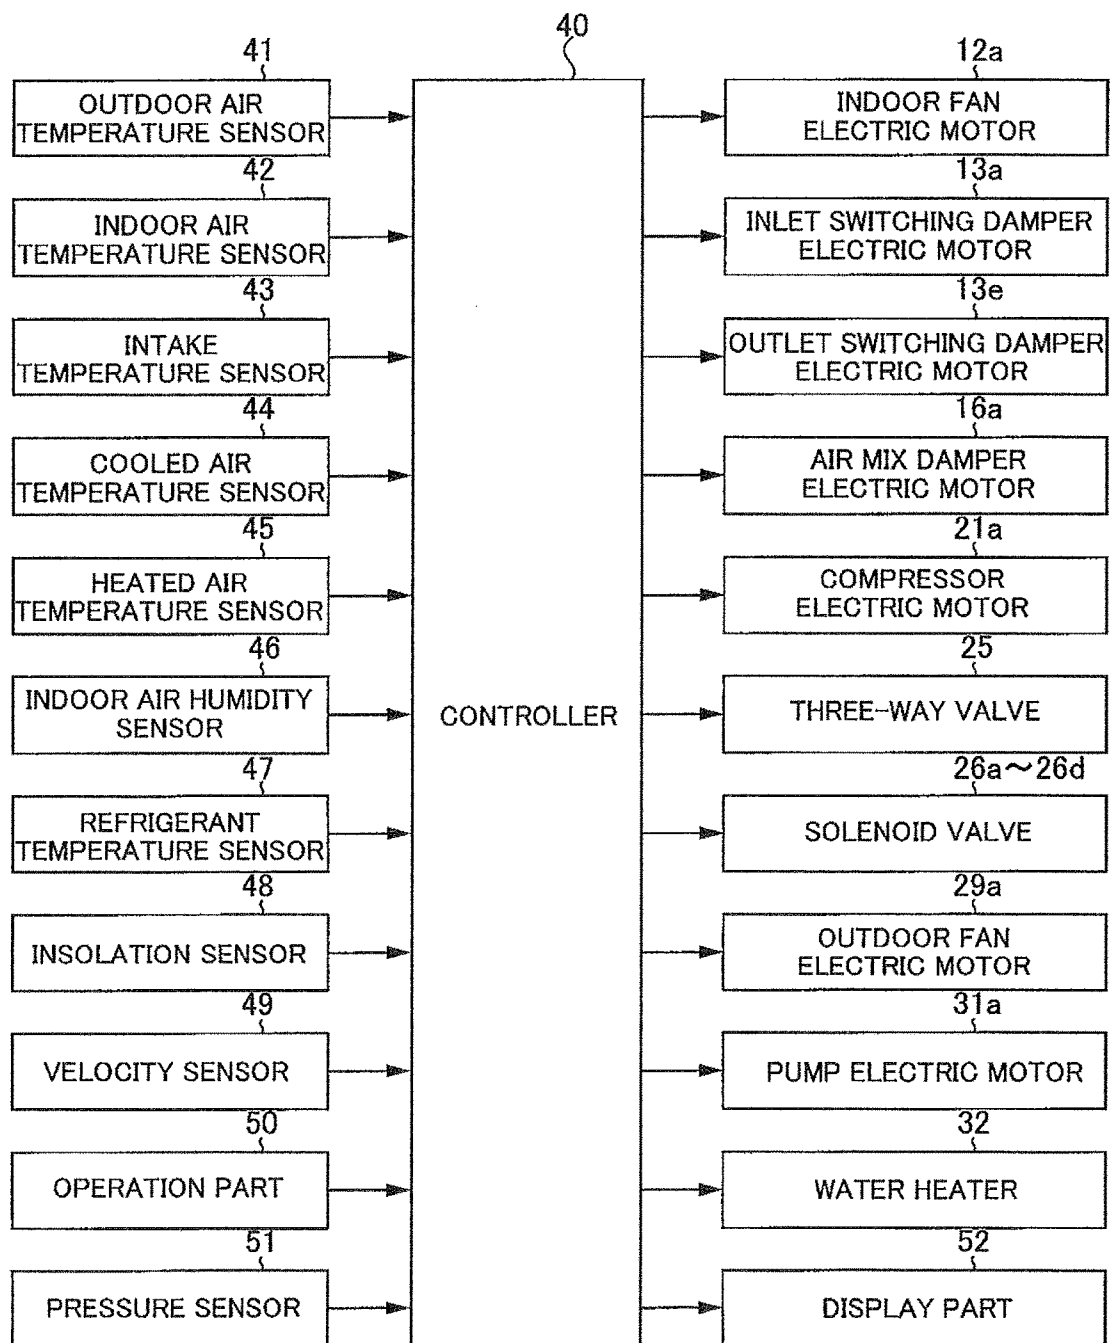 40
41
OUTDOOR AIR
TEMPERATURE SENSOR
42
INDOOR AIR
TEMPERATURE SENSOR
43
INTAKE
TEMPERATURE SENSOR
44
COOLED AIR
TEMPERATURE SENSOR
45
HEATED AIR
TEMPERATURE SENSOR
46
INDOOR AIR HUMIDITY
SENSOR
47
REFRIGERANT
TEMPERATURE SENSOR
48
INSOLATION SENSOR
49
VELOCITY SENSOR
50
OPERATION PART
51
PRESSURE SENSOR
CONTROLLER
12a
INDOOR FAN
ELECTRIC MOTOR
13a
INLET SWITCHING DAMPER
ELECTRIC MOTOR
13e
OUTLET SWITCHING DAMPER
ELECTRIC MOTOR
16a
AIR MIX DAMPER
ELECTRIC MOTOR
21a
COMPRESSOR
ELECTRIC MOTOR
25
THREE-WAY VALVE
26a～26d
SOLENOID VALVE
29a
OUTDOOR FAN
ELECTRIC MOTOR
31a
PUMP ELECTRIC MOTOR
32
WATER HEATER
52
DISPLAY PART